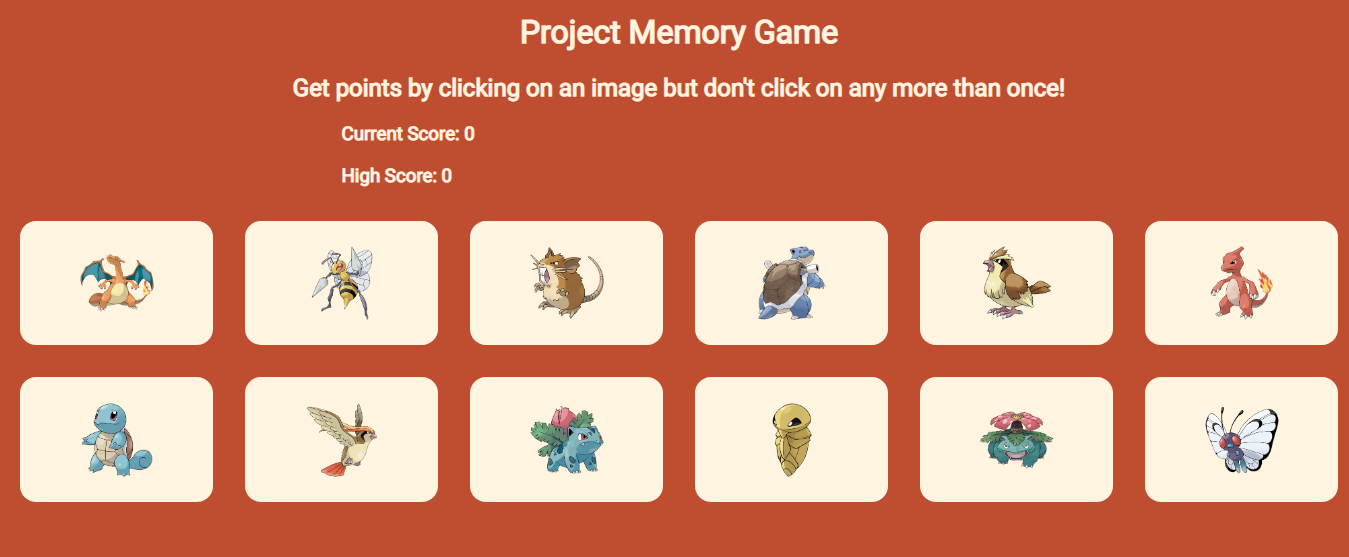 Project Memory Game
Get points by clicking on an image but don't click on any more than once!
Current Score: 0
High Score: 0